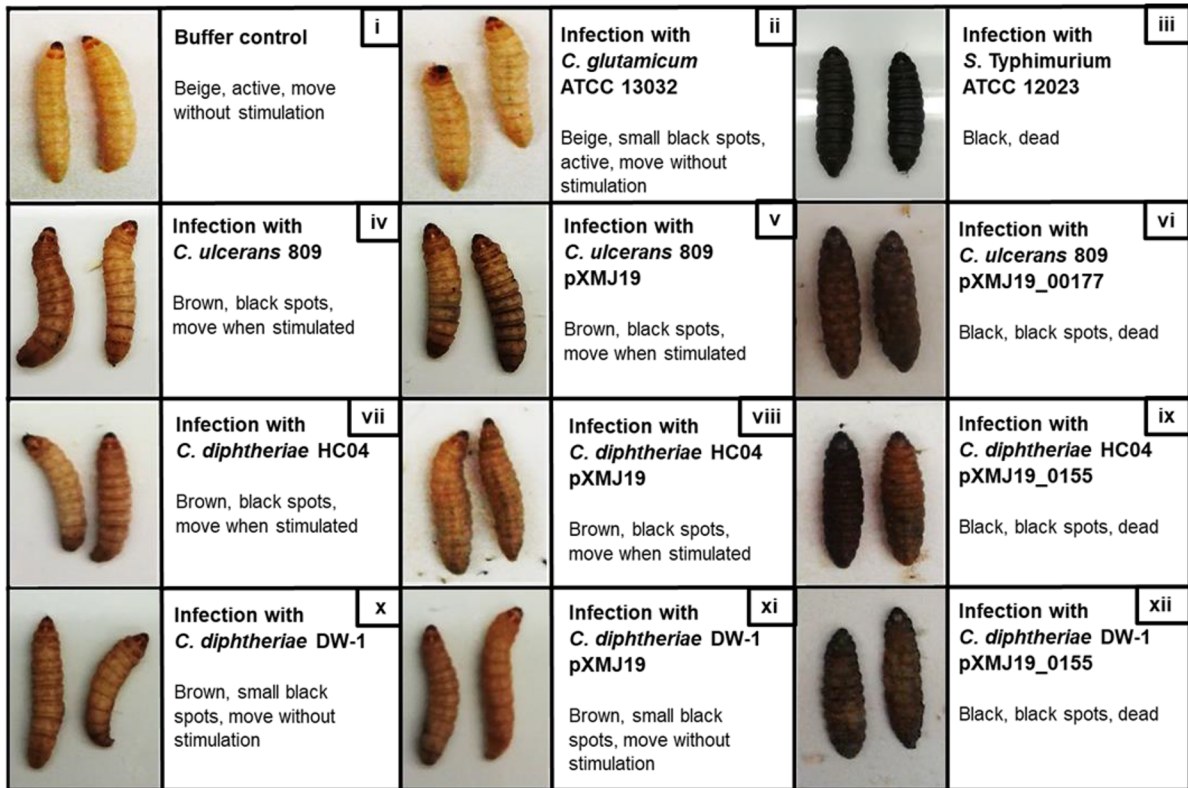 i
Buffer control
Beige, active, move
without stimulation
ii
Infection with
C. glutamicum
ATCC 13032
Beige, small black spots,
active, move without
stimulation
iii
Infection with
S. Typhimurium
ATCC 12023
Black, dead
iv
Infection with
C. ulcerans 809
Brown, black spots,
move when stimulated
v
Infection with
C. ulcerans 809
pXMJ19
Brown, black spots,
move when stimulated
vi
Infection with
C. ulcerans 809
pXMJ19_00177
Black, black spots, dead
vii
Infection with
C. diphtheriae HC04
Brown, black spots,
move when stimulated
viii
Infection with
C. diphtheriae HC04
pXMJ19
Brown, black spots,
move when stimulated
ix
Infection with
C. diphtheriae HC04
pXMJ19_0155
Black, black spots, dead
x
Infection with
C. diphtheriae DW-1
Brown, small black
spots, move without
stimulation
xi
Infection with
C. diphtheriae DW-1
pXMJ19
Brown, small black
spots, move without
stimulation
xii
Infection with
C. diphtheriae DW-1
pXMJ19_0155
Black, black spots, dead